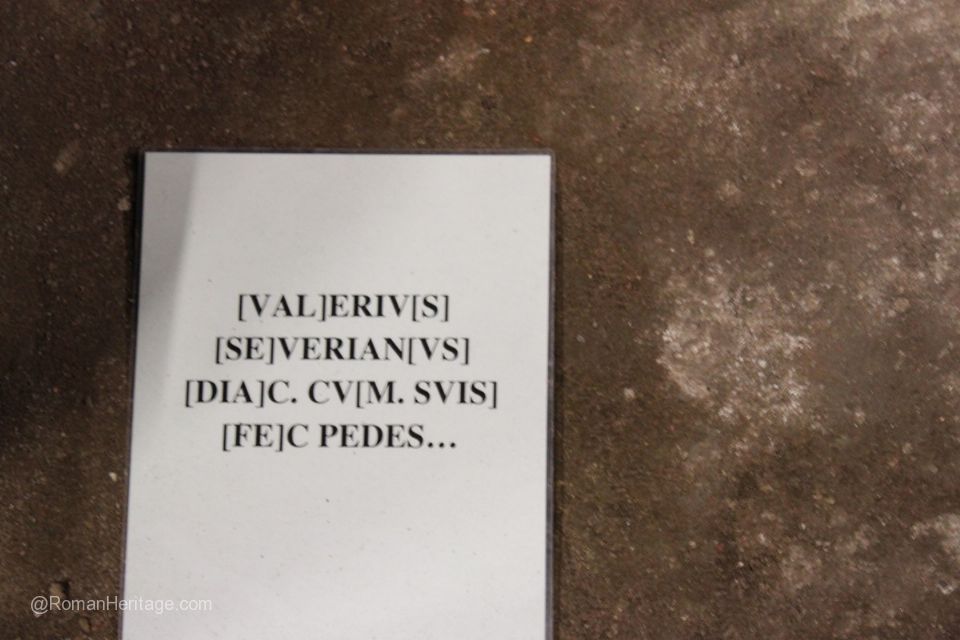 [VAL]ERIV[S]
[SE]VERIAN[VS]
[DIA]C. CV[M. SVIS]
[FE]C PEDES...
@RomanHeritage.com